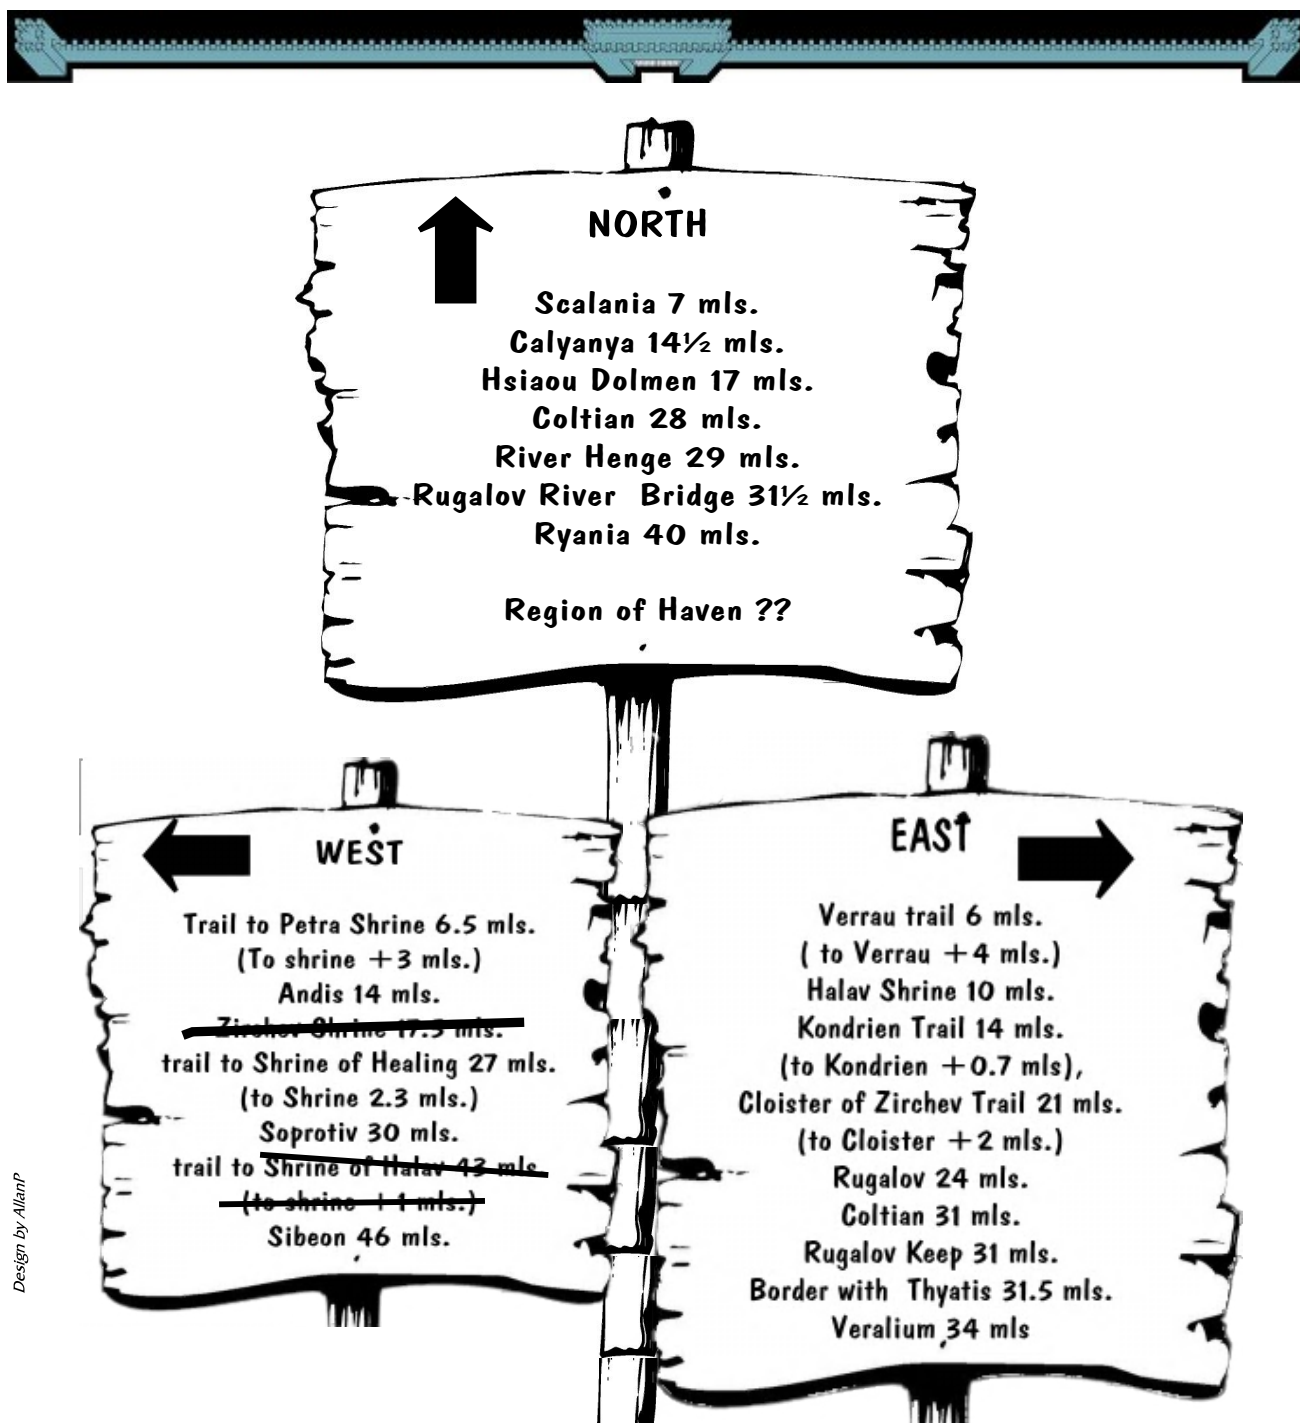 NORTH
Scalania 7 mls.
Calyanya 14½ mls.
Hsiaou Dolmen 17 mls.
Coltian 28 mls.
River Henge 29 mls.
Rugalov River  Bridge 31½ mls.
Ryania 40 mls.
Region of Haven ??
WEST
Trail to Petra Shrine 6.5 mls.
(To shrine +3 mls.)
Andis 14 mls.
Zirchev Shrine 17.5 mls.
trail to Shrine of Healing 27 mls.
(to Shrine 2.3 mls.)
Soprotiv 30 mls.
trail to Shrine of Halav 43 mls.
(to shrine +1 mls.)
Sibeon 46 mls.
EAST
Verrau trail 6 mls.
( to Verrau +4 mls.)
Halav Shrine 10 mls.
Kondrien Trail 14 mls.
(to Kondrien +0.7 mls),
Cloister of Zirchev Trail 21 mls.
(to Cloister +2 mls.)
Rugalov 24 mls.
Coltian 31 mls.
Rugalov Keep 31 mls.
Border with  Thyatis 31.5 mls.
Veralium 34 mls
Design by AllanP